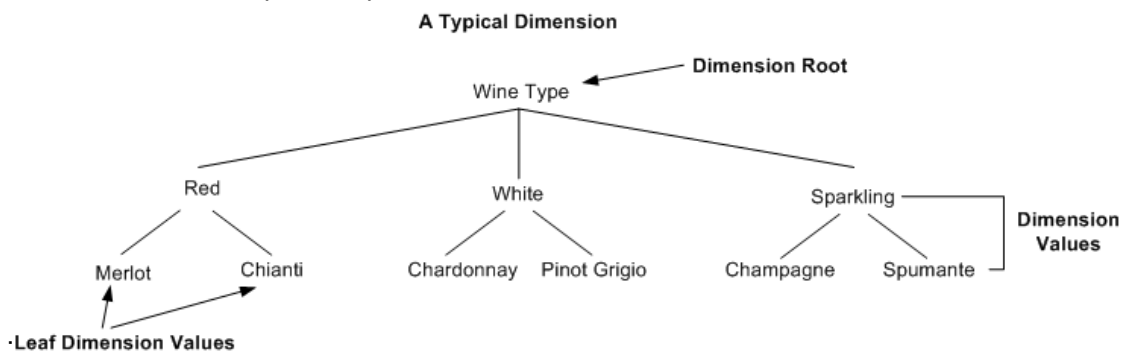 A Typical Dimension
Dimension Root
Wine Type
Red
White
Sparkling
Dimension
Values
Merlot
Chianti
Chardonnay
Pinot Grigio
Champagne
Spumante
·Leaf Dimension Values